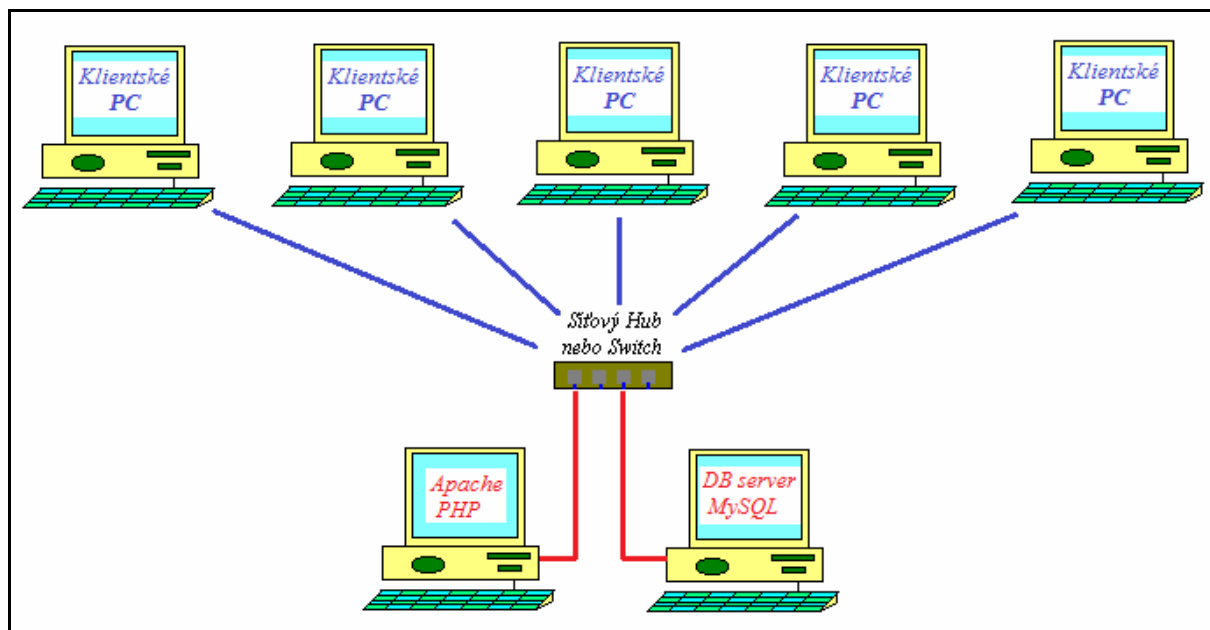 Klientské
PC
Klientské
PC
Klientské
PC
Klientské
PC
Klientské
PC
Síťový Hub
nebo Switch
Apache
PHP
DB server
MySQL